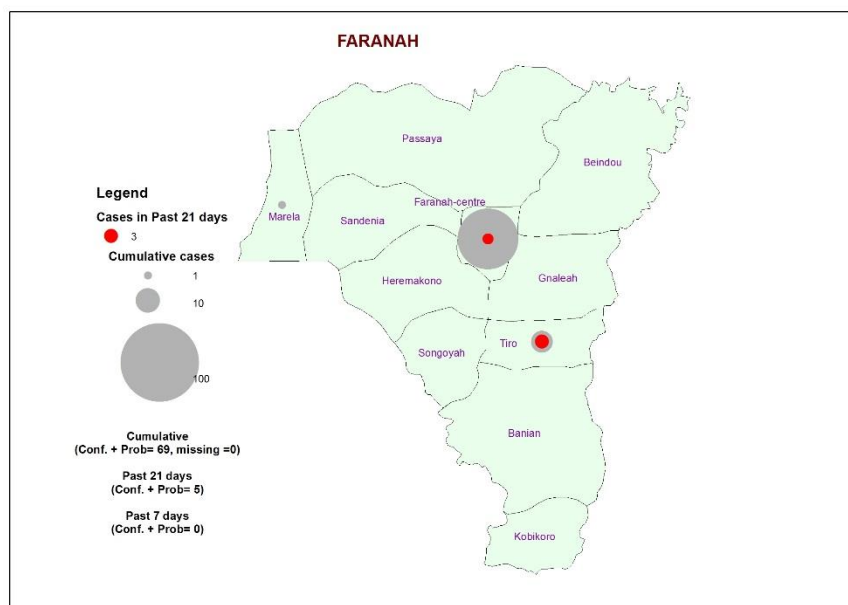 FARANAH
Passaya
Beindou
Legend
Faranah-centre
Cases in Past 21 days
Marela
Sandenia
3
Cumulative cases
1
Heremakono
Gnaleah
10
Tiro
Songoyah
100
Cumulative
(Conf. + Prob= 69, missing =0)
Banian
Past 21 days
(Conf. + Prob= 5)
Past 7 days
(Conf. + Prob= 0)
Kobikoro